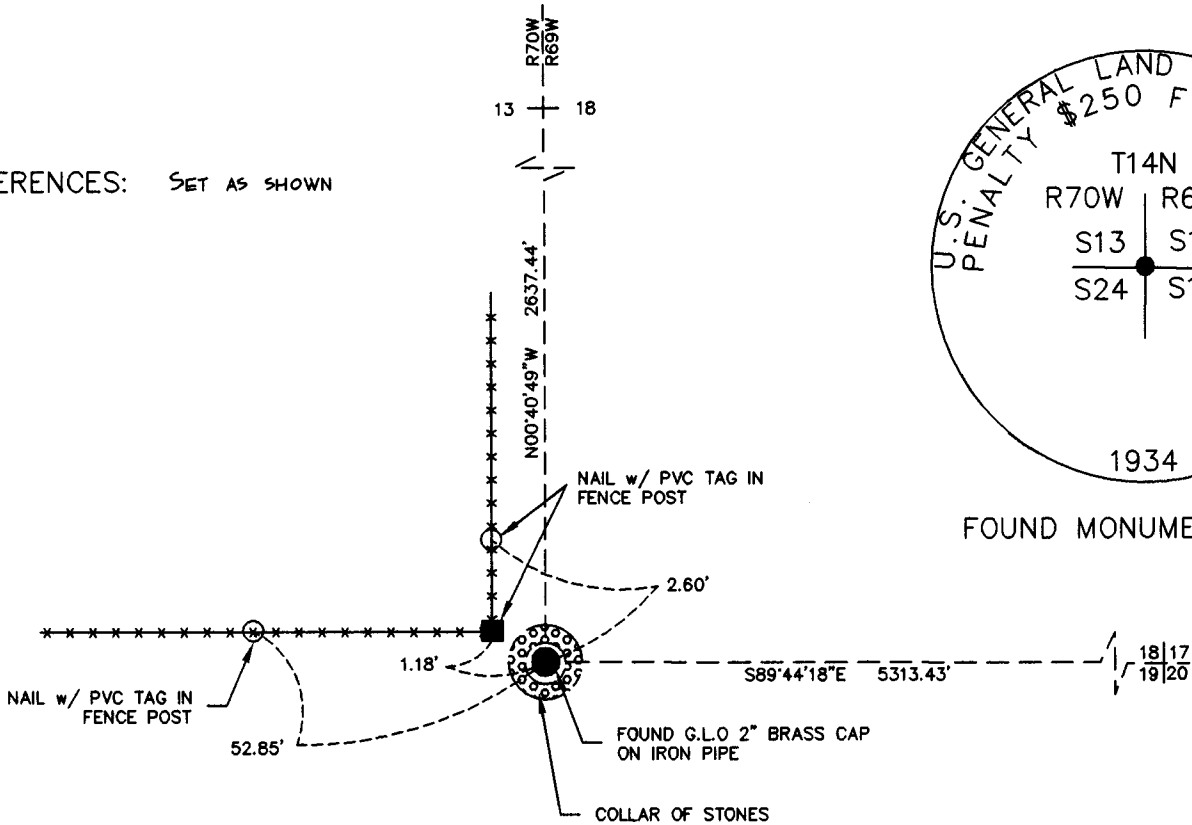 R70W
R69W
13 18
ERENCES: SET AS SHOWN
N00°40'49"W 2637.44'
NAIL w/ PVC TAG IN
FENCE POST
2.60'
1.18'
NAIL w/ PVC TAG IN
FENCE POST
52.85'
S89°44'18"E 5313.43'
18|17
19|20
FOUND G.L.O 2" BRASS CAP
ON IRON PIPE
COLLAR OF STONES
U.S. GENERAL LAND
PENALTY $250 F
T14N
R70W R6
S13 S1
S24 S1
1934
FOUND MONUME